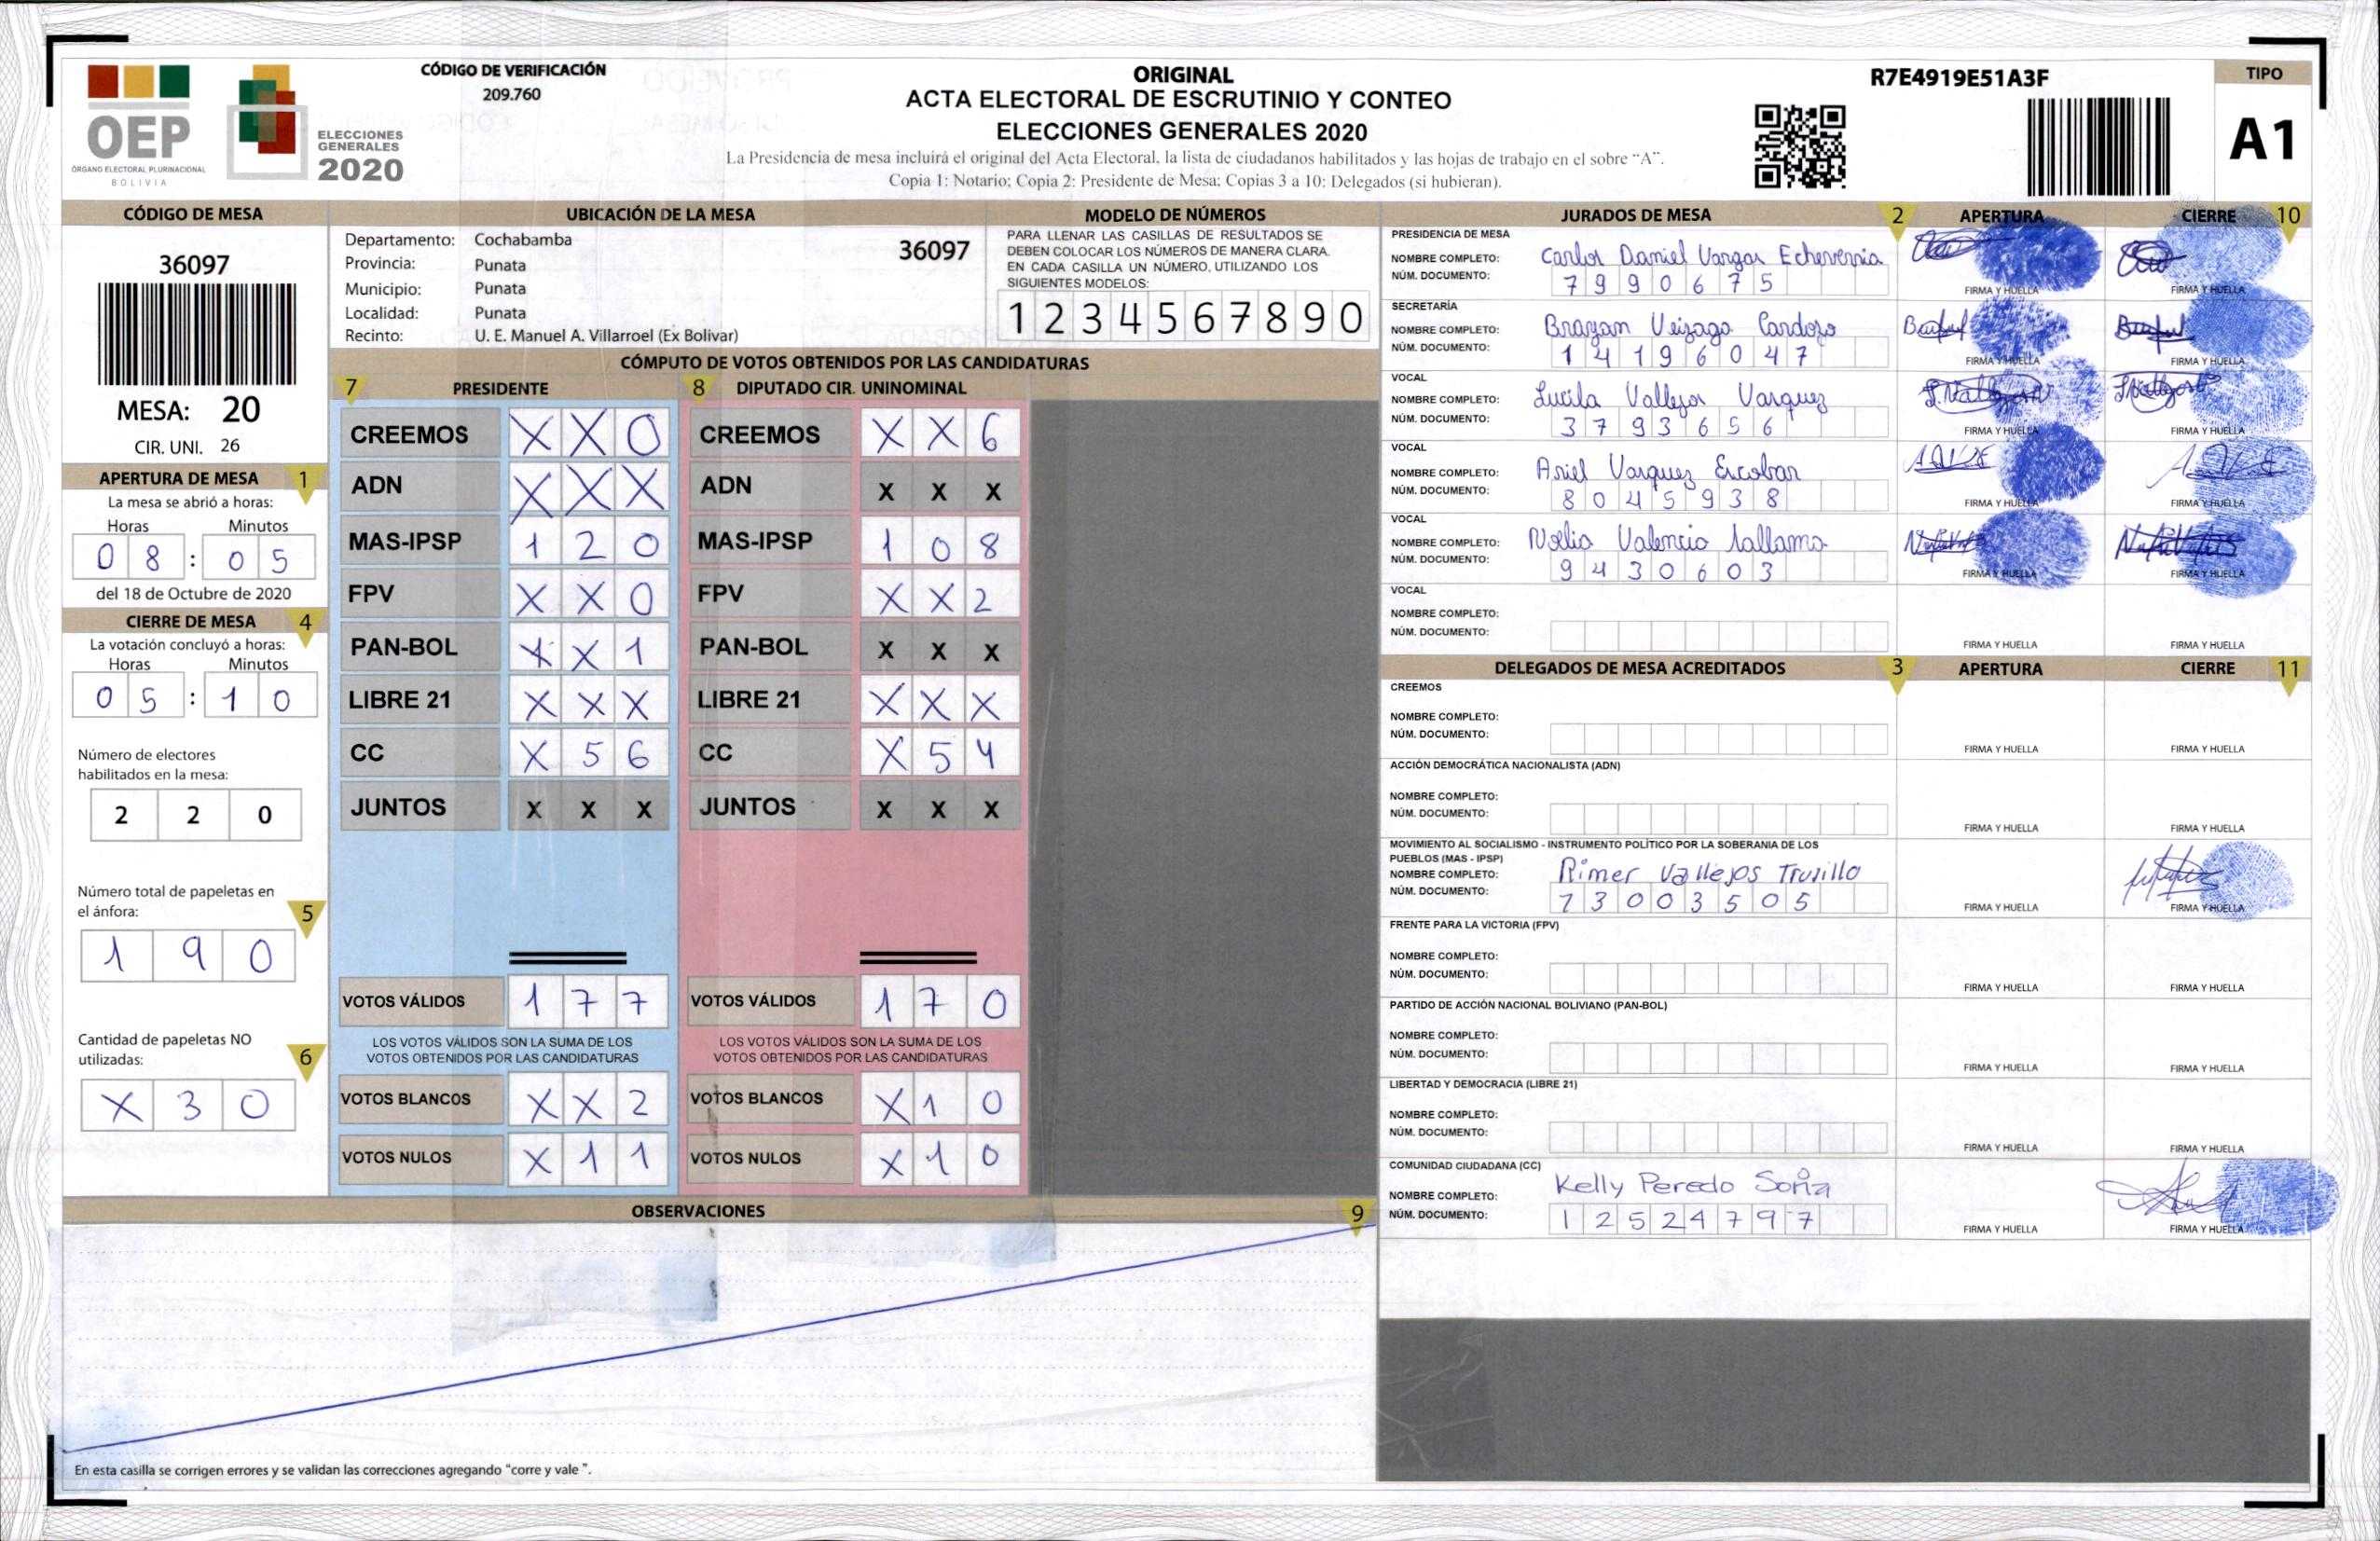 OEP
ÓRGANO ELECTORAL PLURINACIONAL
BOLIVIA
ELECCIONES
GENERALES
2020
CÓDIGO DE VERIFICACIÓN
209.760
ORIGINAL
ACTA ELECTORAL DE ESCRUTINIO Y CONTEO
ELECCIONES GENERALES 2020
La Presidencia de mesa incluirá el original del Acta Electoral, la lista de ciudadanos habilitados y las hojas de trabajo en el sobre “A”.
Copia 1: Notario; Copia 2: Presidente de Mesa; Copias 3 a 10: Delegados (si hubieran).
R7E4919E51A3F
TIPO
A1
CÓDIGO DE MESA
36097
MESA: 20
CIR. UNI. 26
APERTURA DE MESA 1
La mesa se abrió a horas:
Horas Minutos
0 8 : 0 5
del 18 de Octubre de 2020
CIERRE DE MESA 4
La votación concluyó a horas:
Horas Minutos
0 5 : 1 0
Número de electores
habilitados en la mesa:
2 2 0
Número total de papeletas en
el ánfora: 5
1 9 0
Cantidad de papeletas NO
utilizadas: 6
X 3 0
UBICACIÓN DE LA MESA
Departamento: Cochabamba
36097
Provincia: Punata
Municipio: Punata
Localidad: Punata
Recinto: U. E. Manuel A. Villarroel (Ex Bolivar)
MODELO DE NÚMEROS
PARA LLENAR LAS CASILLAS DE RESULTADOS SE
DEBEN COLOCAR LOS NÚMEROS DE MANERA CLARA.
EN CADA CASILLA UN NÚMERO, UTILIZANDO LOS
SIGUIENTES MODELOS:
1 2 3 4 5 6 7 8 9 0
CÓMPUTO DE VOTOS OBTENIDOS POR LAS CANDIDATURAS
7 PRESIDENTE
CREEMOS X X 0
ADN X X X
MAS-IPSP 1 2 0
FPV X X 0
PAN-BOL X X 1
LIBRE 21 X X X
CC X 5 6
JUNTOS X X X
VOTOS VÁLIDOS 1 7 7
LOS VOTOS VÁLIDOS SON LA SUMA DE LOS
VOTOS OBTENIDOS POR LAS CANDIDATURAS
VOTOS BLANCOS X X 2
VOTOS NULOS X 1 1
8 DIPUTADO CIR. UNINOMINAL
CREEMOS X X 6
ADN X X X
MAS-IPSP 1 0 8
FPV X X 2
PAN-BOL X X X
LIBRE 21 X X X
CC X 5 4
JUNTOS X X X
VOTOS VÁLIDOS 1 7 0
LOS VOTOS VÁLIDOS SON LA SUMA DE LOS
VOTOS OBTENIDOS POR LAS CANDIDATURAS
VOTOS BLANCOS X 1 0
VOTOS NULOS X 1 0
OBSERVACIONES 9
En esta casilla se corrigen errores y se validan las correcciones agregando “corre y vale ”.
JURADOS DE MESA 2 APERTURA CIERRE 10
PRESIDENCIA DE MESA
NOMBRE COMPLETO: Carlos Daniel Vargas Echeverria
NÚM. DOCUMENTO: 7 9 9 0 6 7 5
FIRMA Y HUELLA FIRMA Y HUELLA
SECRETARÍA
NOMBRE COMPLETO: Brayan Veizaga Cardozo
NÚM. DOCUMENTO: 1 4 1 9 6 0 4 7
FIRMA Y HUELLA FIRMA Y HUELLA
VOCAL
NOMBRE COMPLETO: Lucila Vallejos Vasquez
NÚM. DOCUMENTO: 3 7 9 3 6 5 6
FIRMA Y HUELLA FIRMA Y HUELLA
VOCAL
NOMBRE COMPLETO: Ariel Vasquez Escobar
NÚM. DOCUMENTO: 8 0 4 5 9 3 8
FIRMA Y HUELLA FIRMA Y HUELLA
VOCAL
NOMBRE COMPLETO: Nelia Valencia
NÚM. DOCUMENTO: 9 4 3 0 6 0 3
FIRMA Y HUELLA FIRMA Y HUELLA
VOCAL
NOMBRE COMPLETO:
NÚM. DOCUMENTO:
FIRMA Y HUELLA FIRMA Y HUELLA
DELEGADOS DE MESA ACREDITADOS 3 APERTURA CIERRE 11
CREEMOS
NOMBRE COMPLETO:
NÚM. DOCUMENTO:
FIRMA Y HUELLA FIRMA Y HUELLA
ACCIÓN DEMOCRÁTICA NACIONALISTA (ADN)
NOMBRE COMPLETO:
NÚM. DOCUMENTO:
FIRMA Y HUELLA FIRMA Y HUELLA
MOVIMIENTO AL SOCIALISMO - INSTRUMENTO POLÍTICO POR LA SOBERANIA DE LOS
PUEBLOS (MAS - IPSP)
NOMBRE COMPLETO: Rimer Vallejos Trujillo
NÚM. DOCUMENTO: 7 3 0 0 3 5 0 5
FIRMA Y HUELLA FIRMA Y HUELLA
FRENTE PARA LA VICTORIA (FPV)
NOMBRE COMPLETO:
NÚM. DOCUMENTO:
FIRMA Y HUELLA FIRMA Y HUELLA
PARTIDO DE ACCIÓN NACIONAL BOLIVIANO (PAN-BOL)
NOMBRE COMPLETO:
NÚM. DOCUMENTO:
FIRMA Y HUELLA FIRMA Y HUELLA
LIBERTAD Y DEMOCRACIA (LIBRE 21)
NOMBRE COMPLETO:
NÚM. DOCUMENTO:
FIRMA Y HUELLA FIRMA Y HUELLA
COMUNIDAD CIUDADANA (CC)
NOMBRE COMPLETO: Kelly Peredo Soria
NÚM. DOCUMENTO: 1 2 5 2 4 7 9 7
FIRMA Y HUELLA FIRMA Y HUELLA